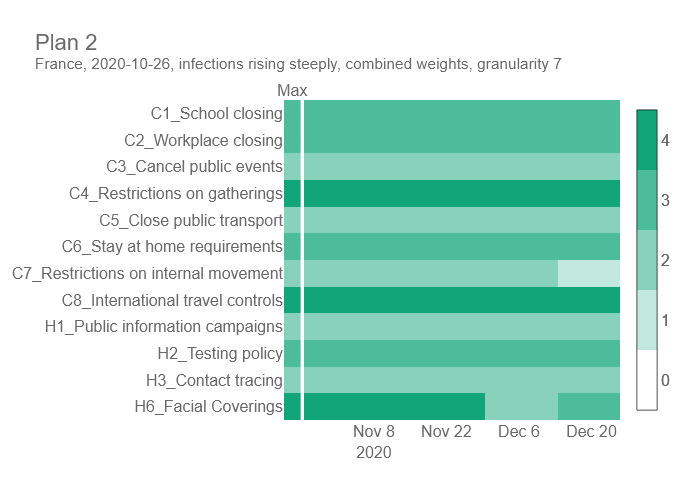 Plan 2
France, 2020-10-26, infections rising steeply, combined weights, granularity 7
Max
C1_School closing
C2_Workplace closing
C3_Cancel public events
C4_Restrictions on gatherings
C5_Close public transport
C6_Stay at home requirements
C7_Restrictions on internal movement
C8_International travel controls
H1_Public information campaigns
H2_Testing policy
H3_Contact tracing
H6_Facial Coverings
Nov 8 Nov 22 Dec 6 Dec 20
2020
4
3
2
1
0